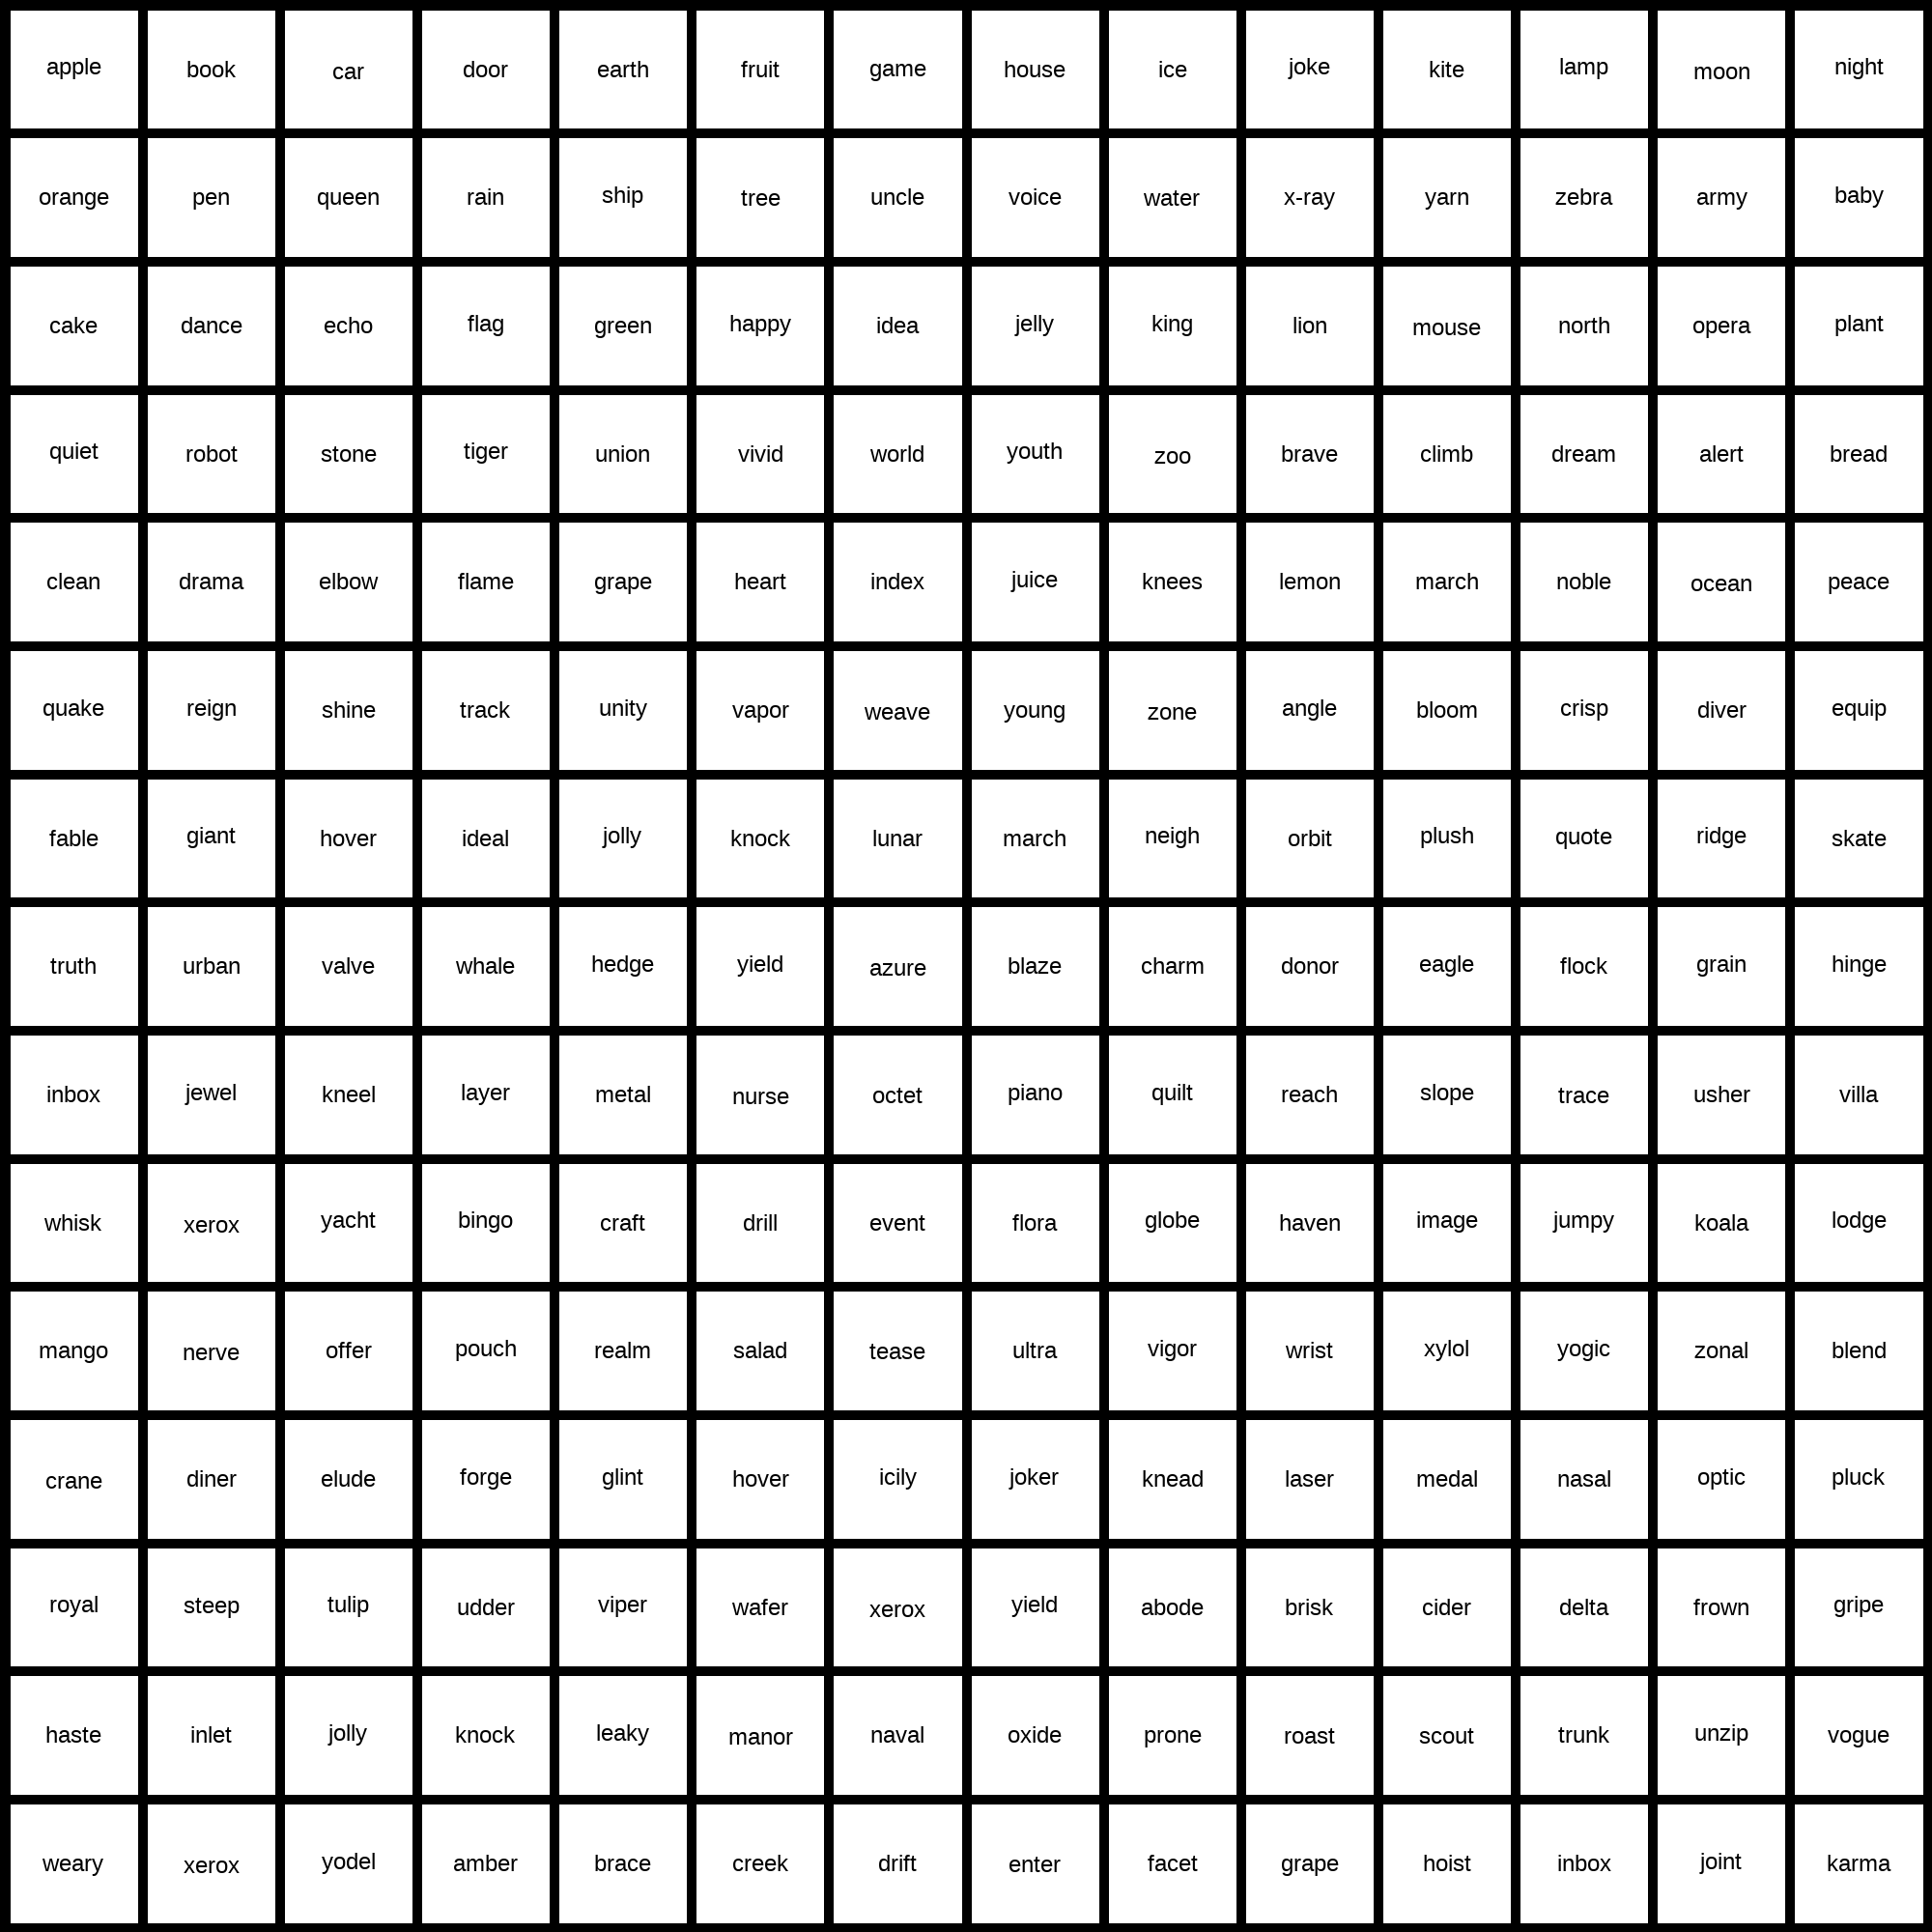 apple book car door earth fruit game house ice joke kite lamp moon night
orange pen queen rain ship tree uncle voice water x-ray yarn zebra army baby
cake dance echo flag green happy idea jelly king lion mouse north opera plant
quiet robot stone tiger union vivid world youth zoo brave climb dream alert bread
clean drama elbow flame grape heart index juice knees lemon march noble ocean peace
quake reign shine track unity vapor weave young zone angle bloom crisp diver equip
fable giant hover ideal jolly knock lunar march neigh orbit plush quote ridge skate
truth urban valve whale hedge yield azure blaze charm donor eagle flock grain hinge
inbox jewel kneel layer metal nurse octet piano quilt reach slope trace usher villa
whisk xerox yacht bingo craft drill event flora globe haven image jumpy koala lodge
mango nerve offer pouch realm salad tease ultra vigor wrist xylol yogic zonal blend
crane diner elude forge glint hover icily joker knead laser medal nasal optic pluck
royal steep tulip udder viper wafer xerox yield abode brisk cider delta frown gripe
haste inlet jolly knock leaky manor naval oxide prone roast scout trunk unzip vogue
weary xerox yodel amber brace creek drift enter facet grape hoist inbox joint karma